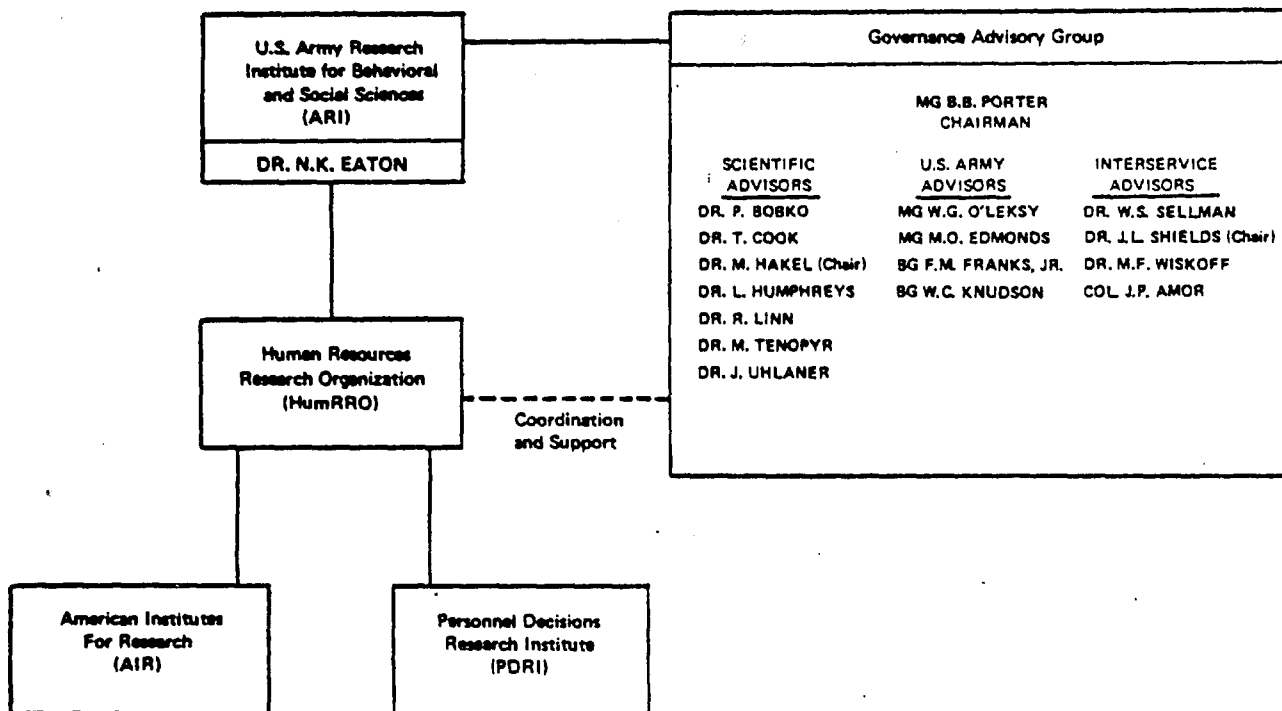 U.S. Army Research
Institute for Behavioral
and Social Sciences
(ARI)
DR. N.K. EATON
Governance Advisory Group
MG B.B. PORTER
CHAIRMAN
SCIENTIFIC
ADVISORS
DR. P. BOBKO
DR. T. COOK
DR. M. HAKEL (Chair)
DR. L. HUMPHREYS
DR. R. LINN
DR. M. TENOPYR
DR. J. UHLANER
U.S. ARMY
ADVISORS
MG W.G. O'LEKSY
MG M.O. EDMONDS
BG F.M. FRANKS, JR.
BG W.C. KNUDSON
INTERSERVICE
ADVISORS
DR. W.S. SELLMAN
DR. J.L. SHIELDS (Chair)
DR. M.F. WISKOFF
COL J.P. AMOR
Human Resources
Research Organization
(HumRRO)
Coordination
and Support
American Institutes
For Research
(AIR)
Personnel Decisions
Research Institute
(PDRI)